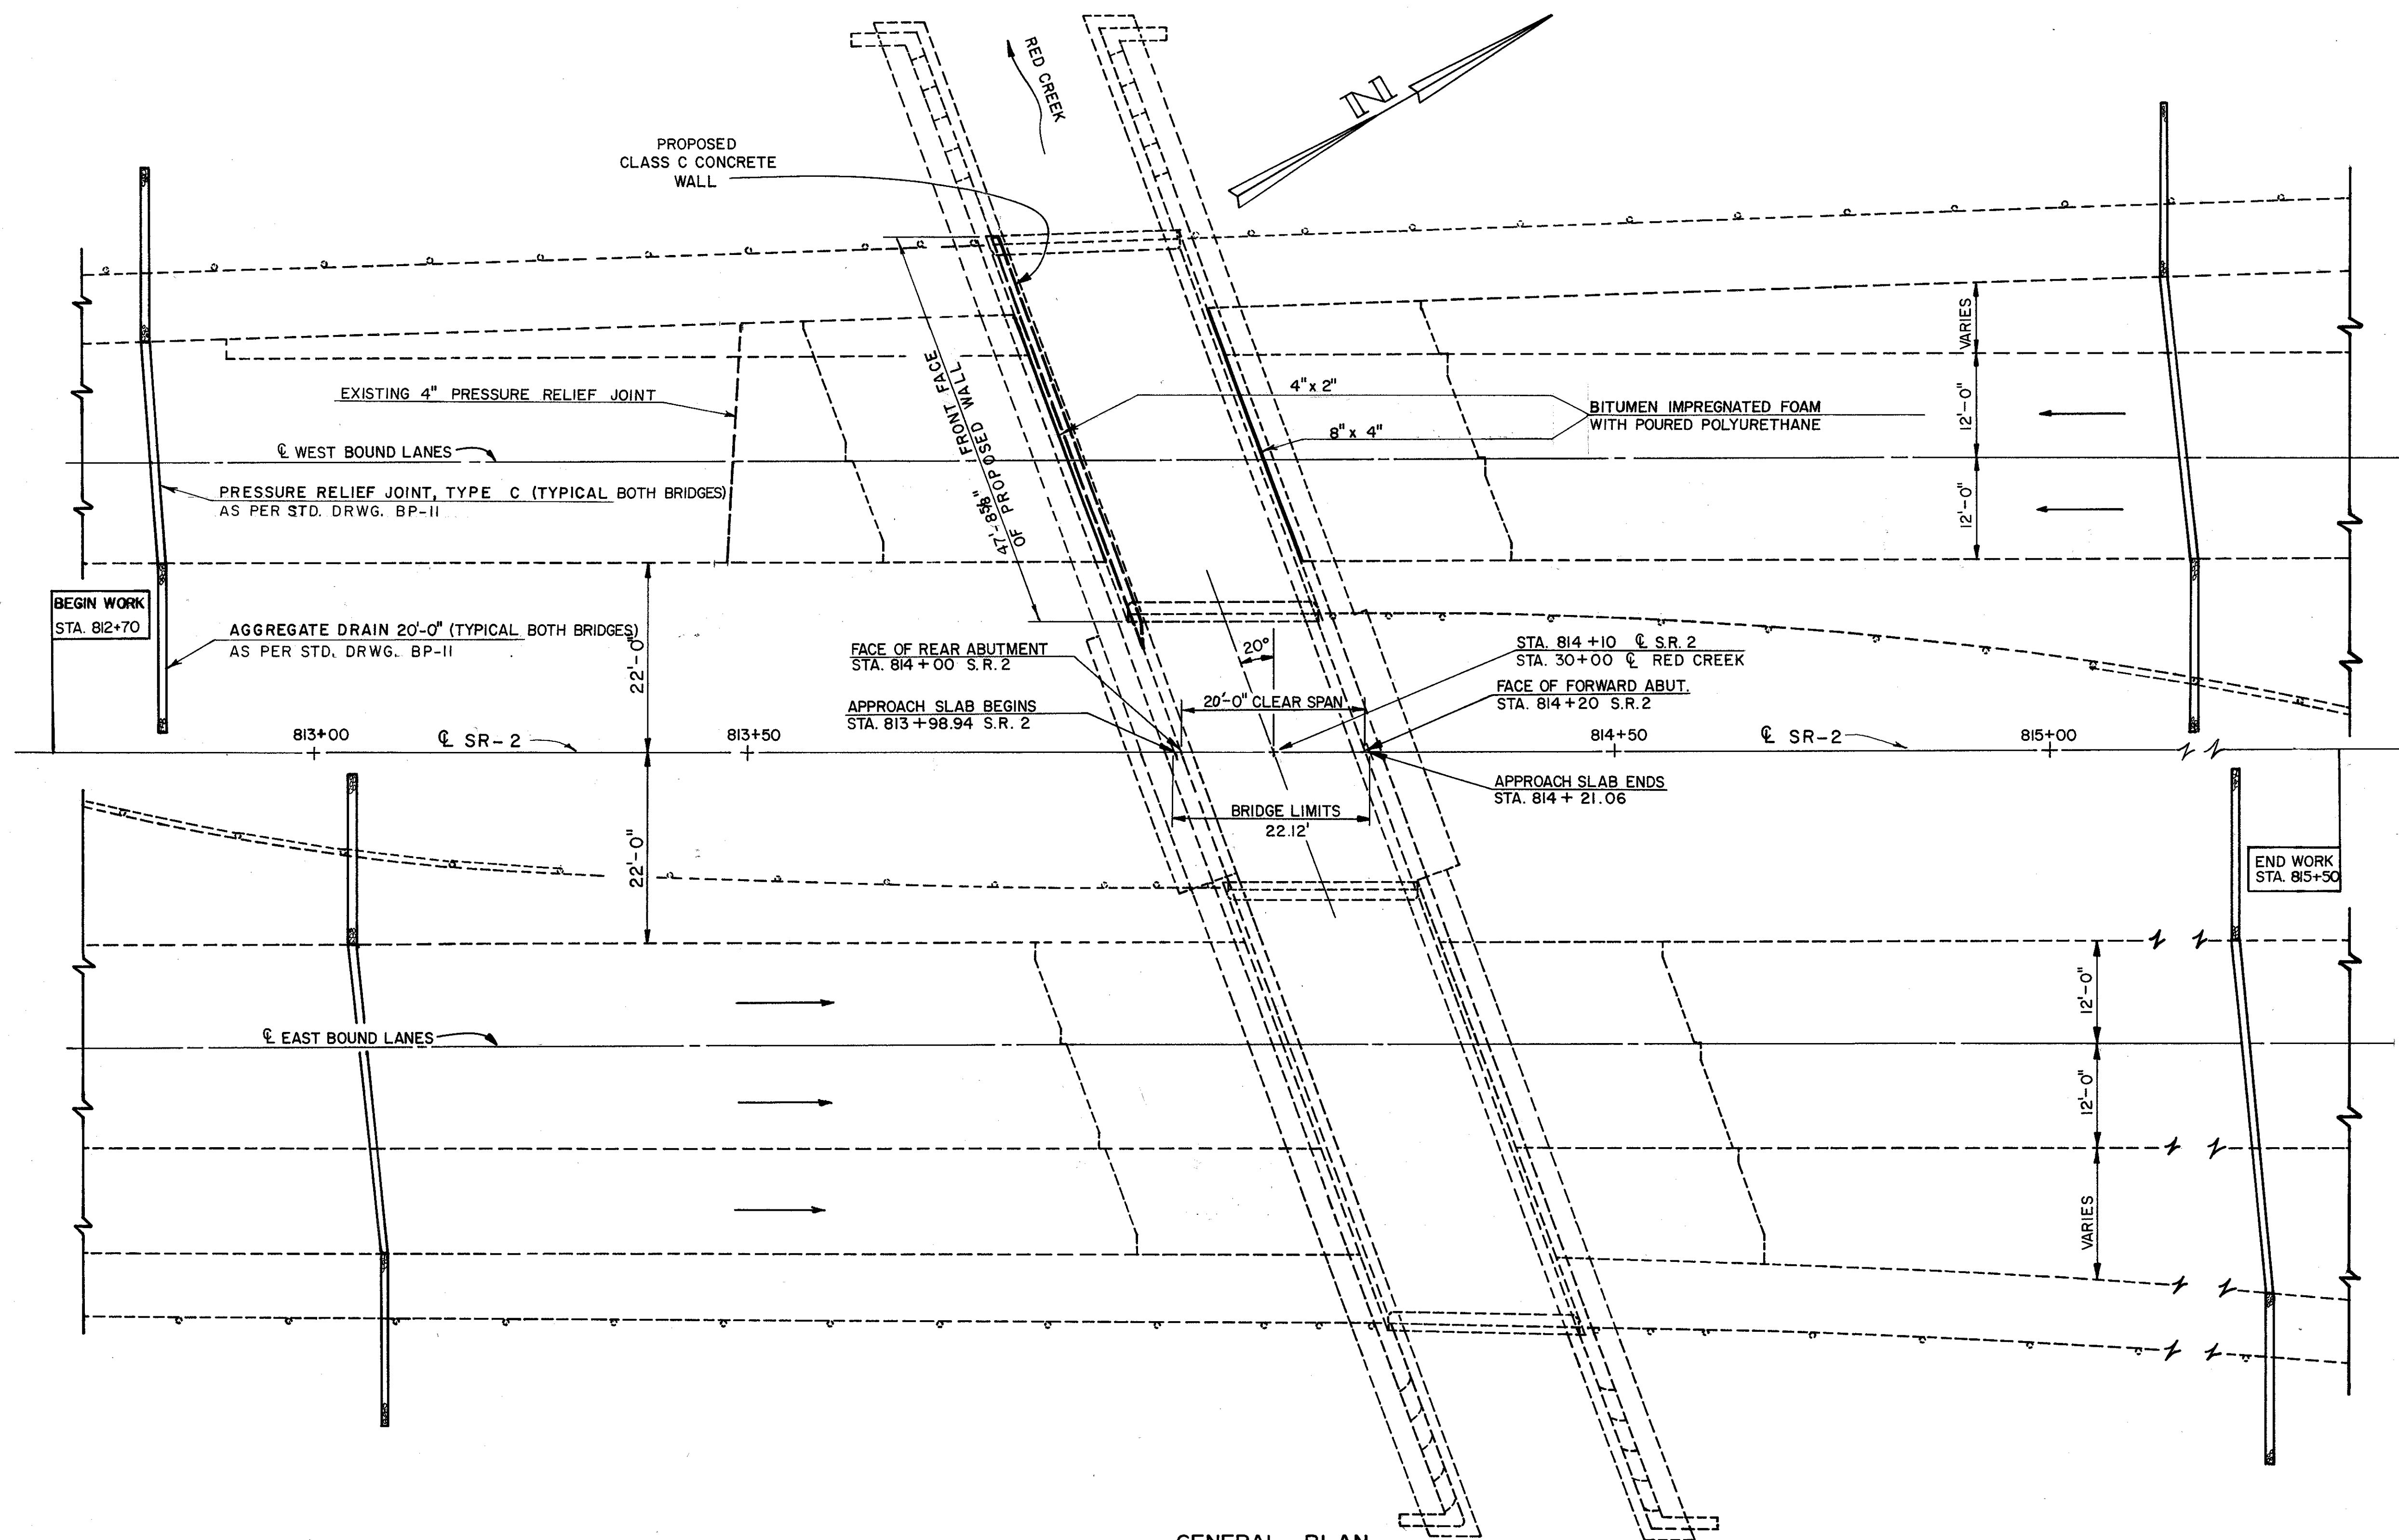 RED CREEK
N
PROPOSED
CLASS C CONCRETE
WALL
EXISTING 4" PRESSURE RELIEF JOINT
℄ WEST BOUND LANES
PRESSURE RELIEF JOINT, TYPE C (TYPICAL BOTH BRIDGES)
AS PER STD. DRWG. BP-11
47'-8 5/8" FRONT FACE
OF PROPOSED WALL
4" x 2"
8" x 4"
BITUMEN IMPREGNATED FOAM
WITH POURED POLYURETHANE
VARIES
12'-0"
12'-0"
BEGIN WORK
STA. 812+70
AGGREGATE DRAIN 20'-0" (TYPICAL BOTH BRIDGES)
AS PER STD. DRWG. BP-11
22'-0"
FACE OF REAR ABUTMENT
STA. 814+00 S.R. 2
APPROACH SLAB BEGINS
STA. 813+98.94 S.R. 2
20°
STA. 814+10 ℄ S.R. 2
STA. 30+00 ℄ RED CREEK
20'-0" CLEAR SPAN
FACE OF FORWARD ABUT.
STA. 814+20 S.R.2
813+00
℄ SR-2
813+50
814+50
℄ SR-2
815+00
APPROACH SLAB ENDS
STA. 814+21.06
BRIDGE LIMITS
22.12'
22'-0"
END WORK
STA. 815+50
℄ EAST BOUND LANES
12'-0"
12'-0"
VARIES
GENERAL PLAN